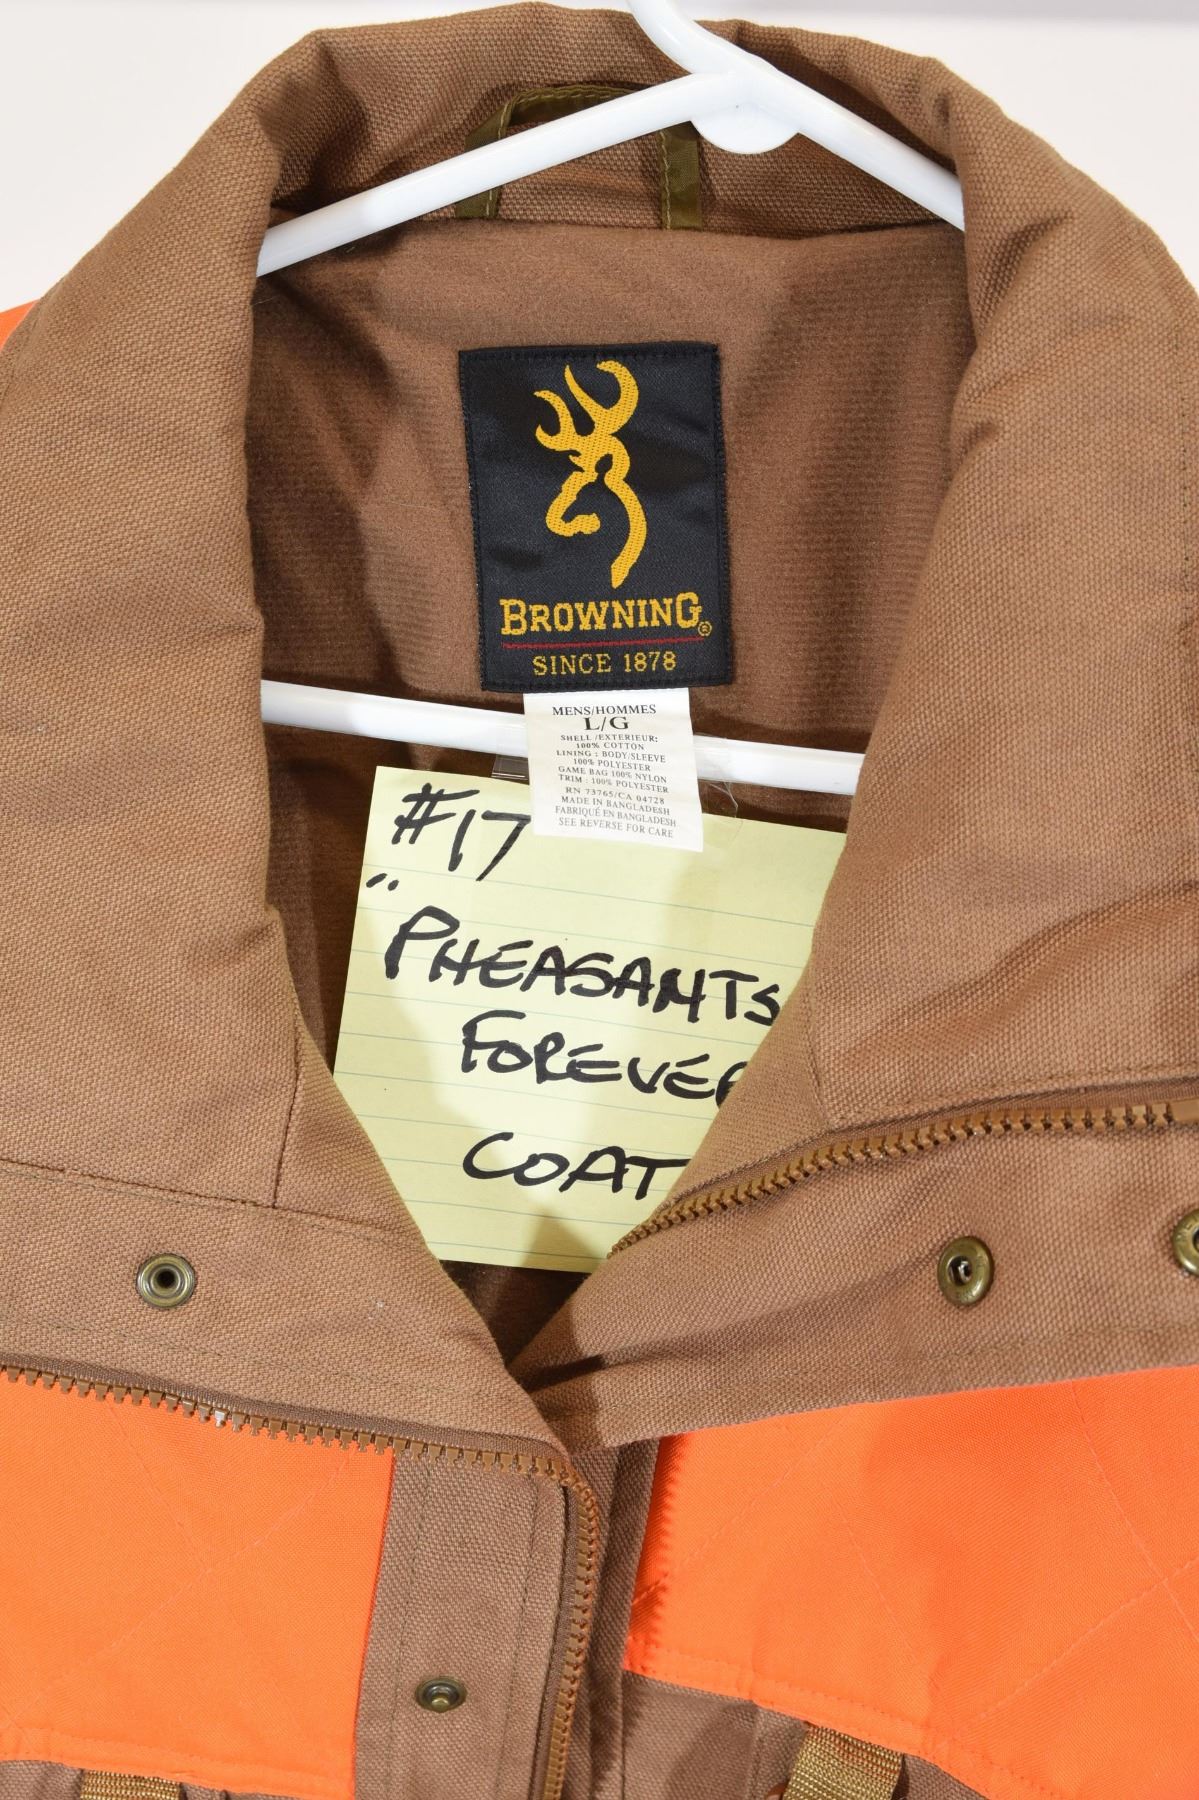 BROWNING®
SINCE 1878
MENS/HOMMES
L/G
SHELL/EXTERIEUR:
100% COTTON
LINING: BODY/SLEEVE
100% POLYESTER
GAME BAG 100% NYLON
TRIM: 100% POLYESTER
RN 73765/CA 04728
MADE IN BANGLADESH
FABRIQUÉ EN BANGLADESH
SEE REVERSE FOR CARE
#17
"PHEASANTS
FOREVER
COAT